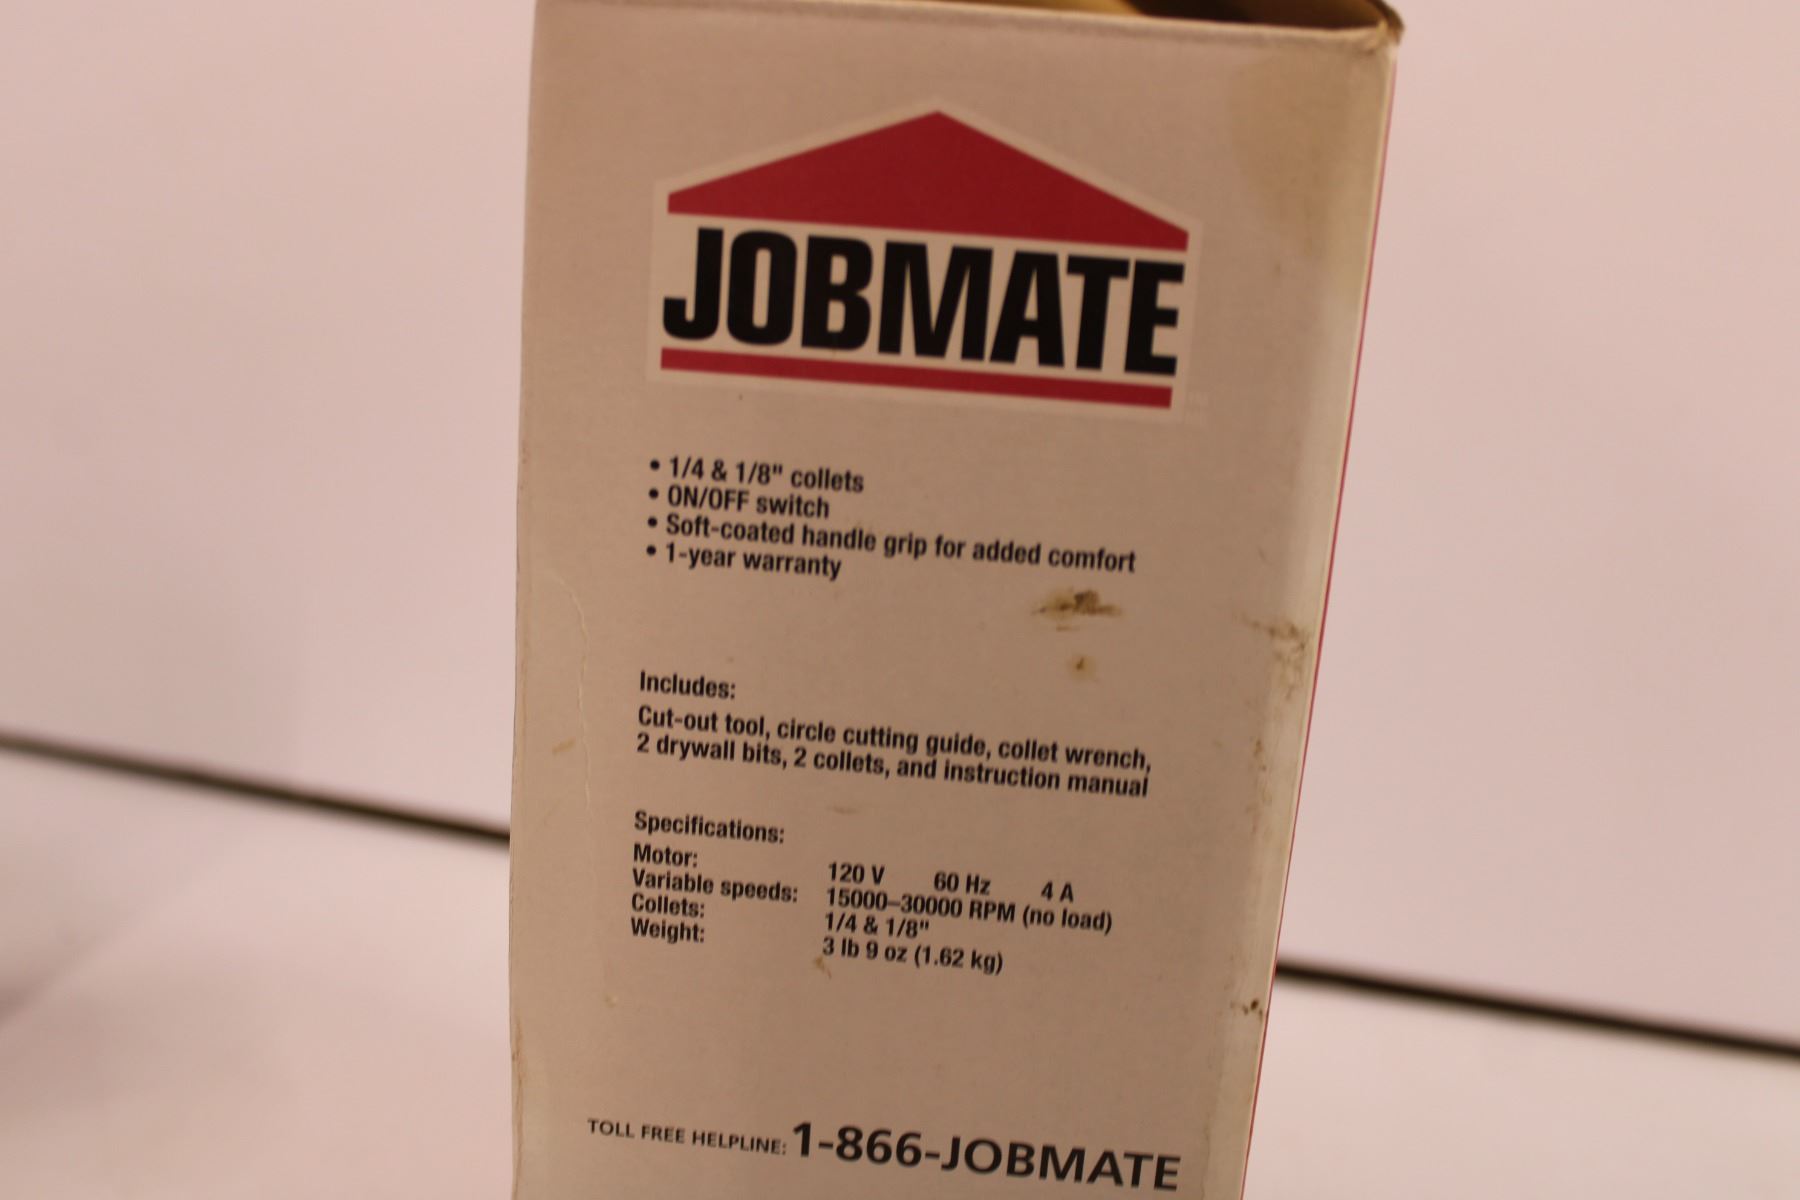 JOBMATE
• 1/4 & 1/8" collets
• ON/OFF switch
• Soft-coated handle grip for added comfort
• 1-year warranty
Includes:
Cut-out tool, circle cutting guide, collet wrench,
2 drywall bits, 2 collets, and instruction manual
Specifications:
Motor: 120 V 60 Hz 4 A
Variable speeds: 15000–30000 RPM (no load)
Collets: 1/4 & 1/8"
Weight: 3 lb 9 oz (1.62 kg)
TOLL FREE HELPLINE: 1-866-JOBMATE